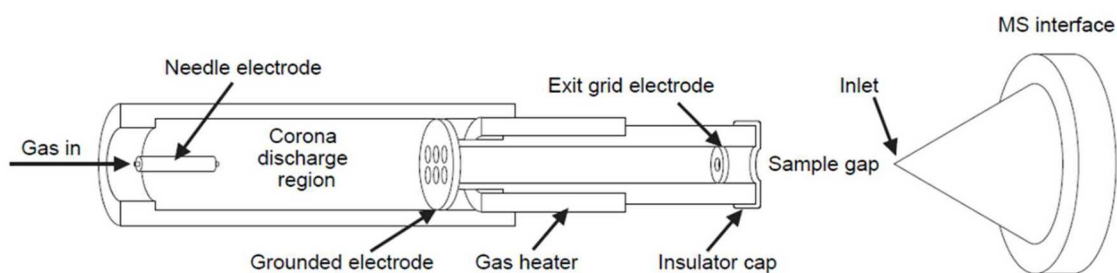 MS interface
Needle electrode
Exit grid electrode
Inlet
Gas in
Corona
discharge
region
Sample gap
Grounded electrode
Gas heater
Insulator cap